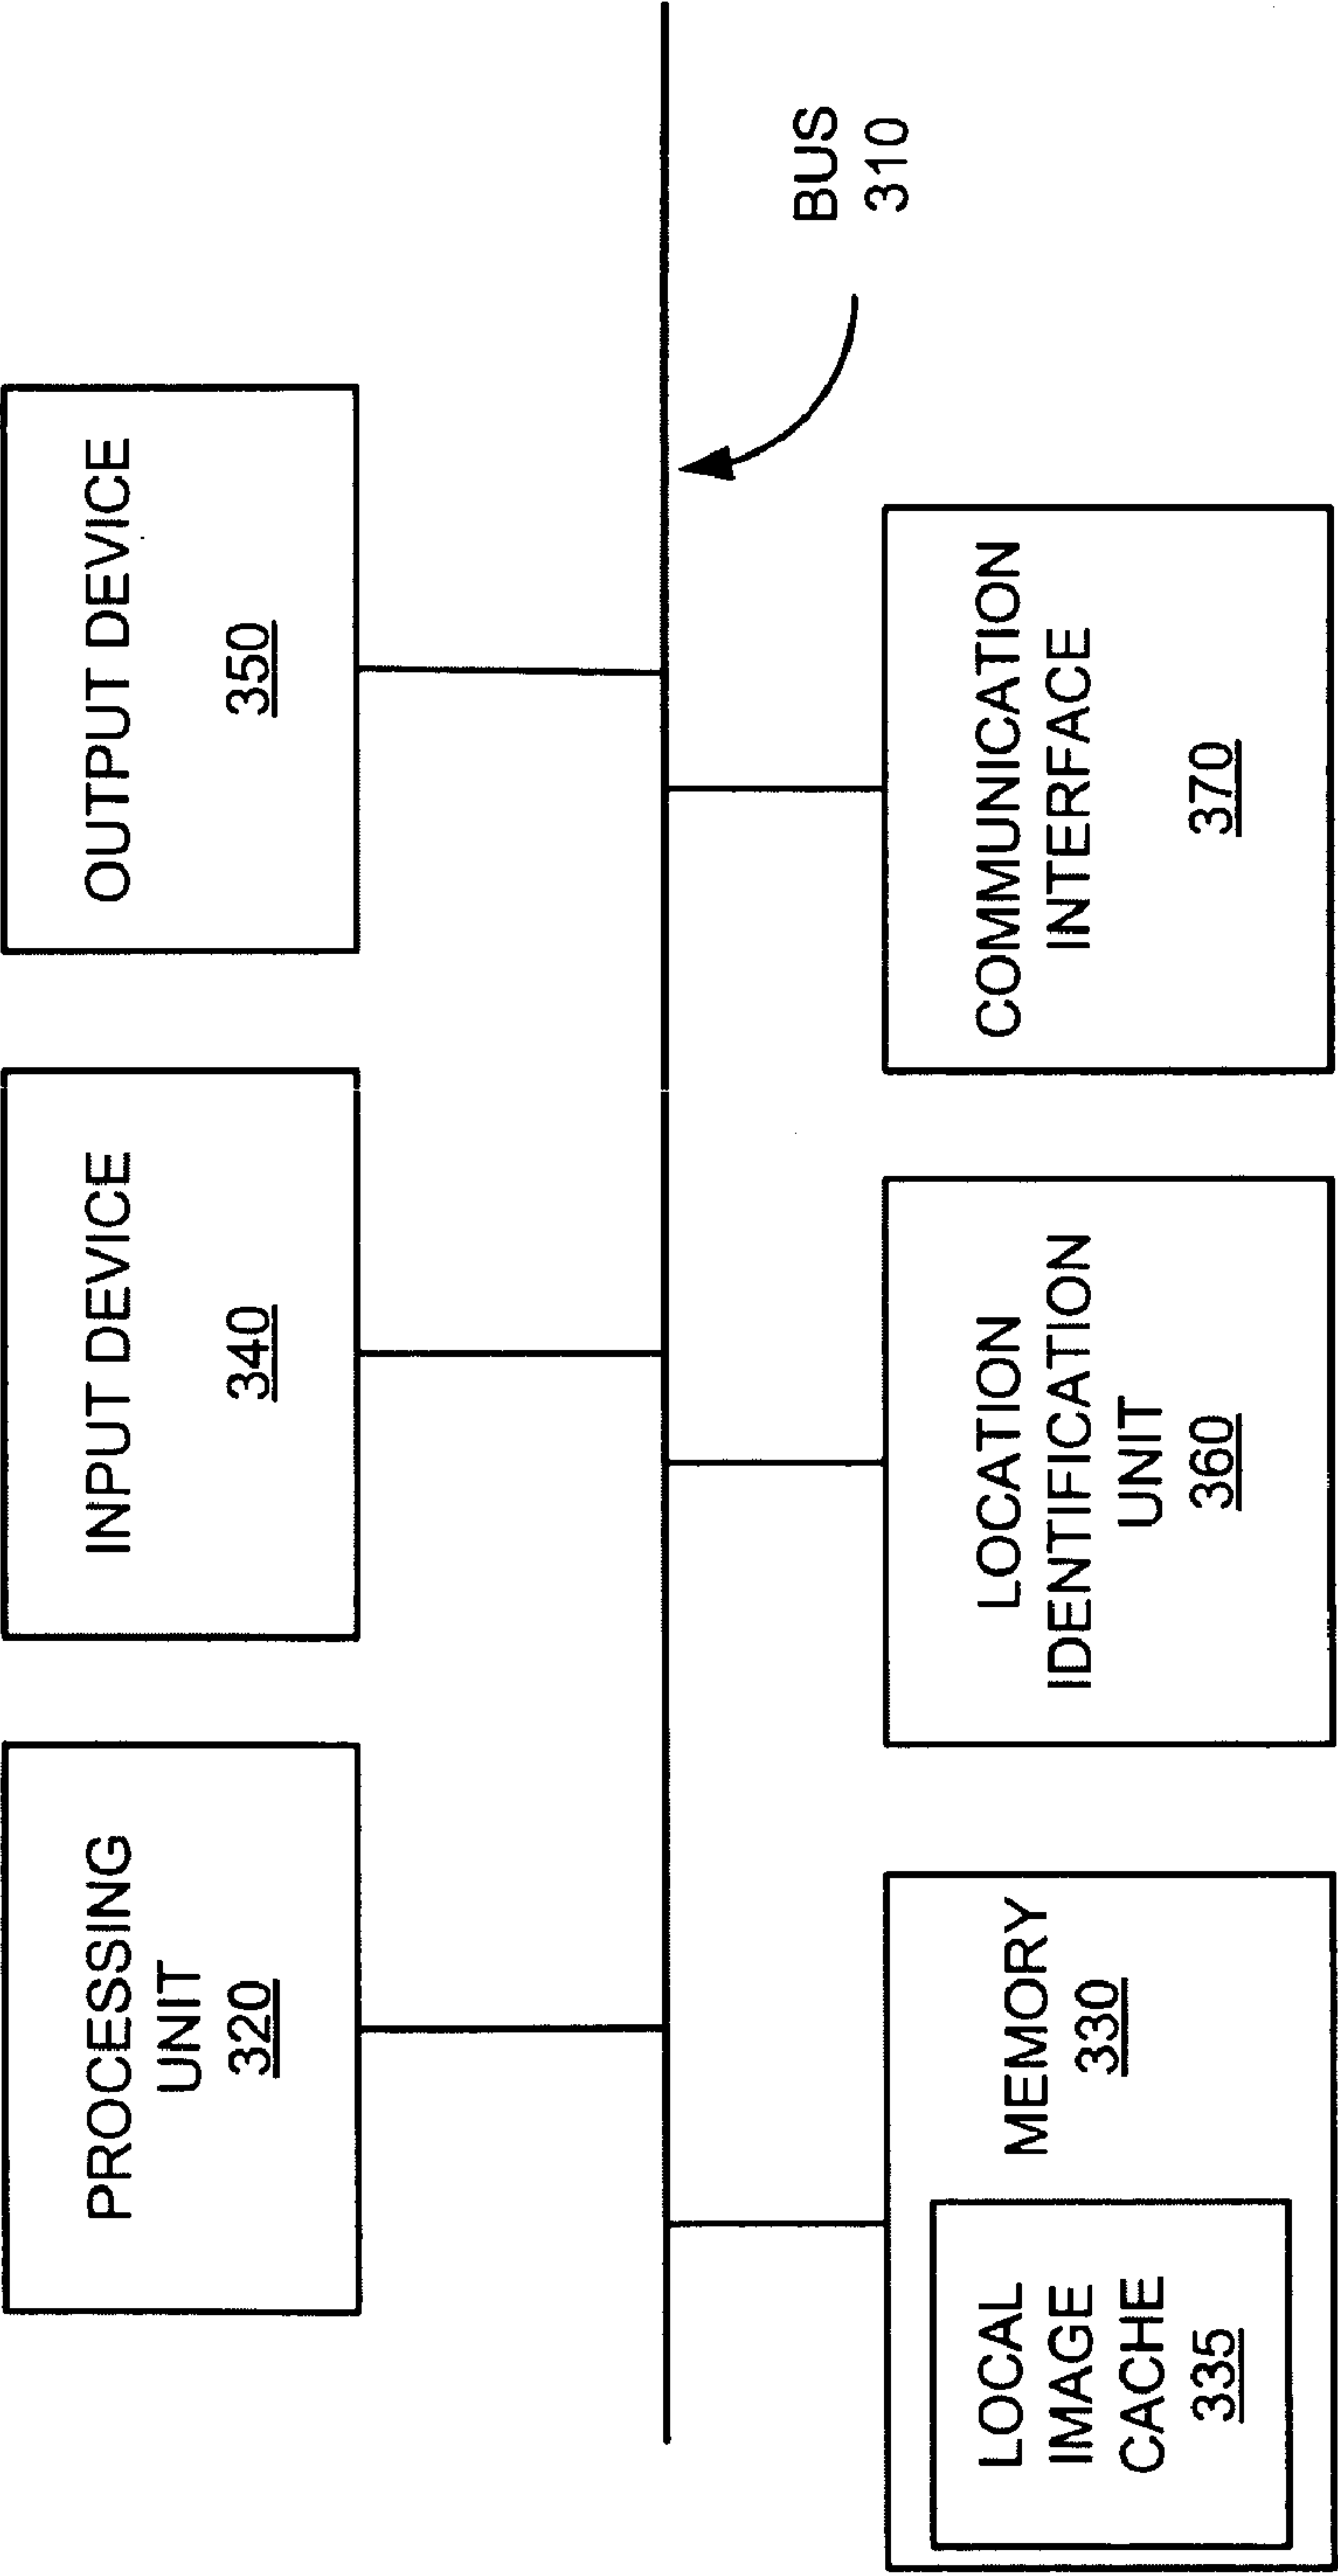 PROCESSING
UNIT
320
INPUT DEVICE
340
OUTPUT DEVICE
350
BUS
310
LOCAL
IMAGE
CACHE
335
MEMORY
330
LOCATION
IDENTIFICATION
UNIT
360
COMMUNICATION
INTERFACE
370